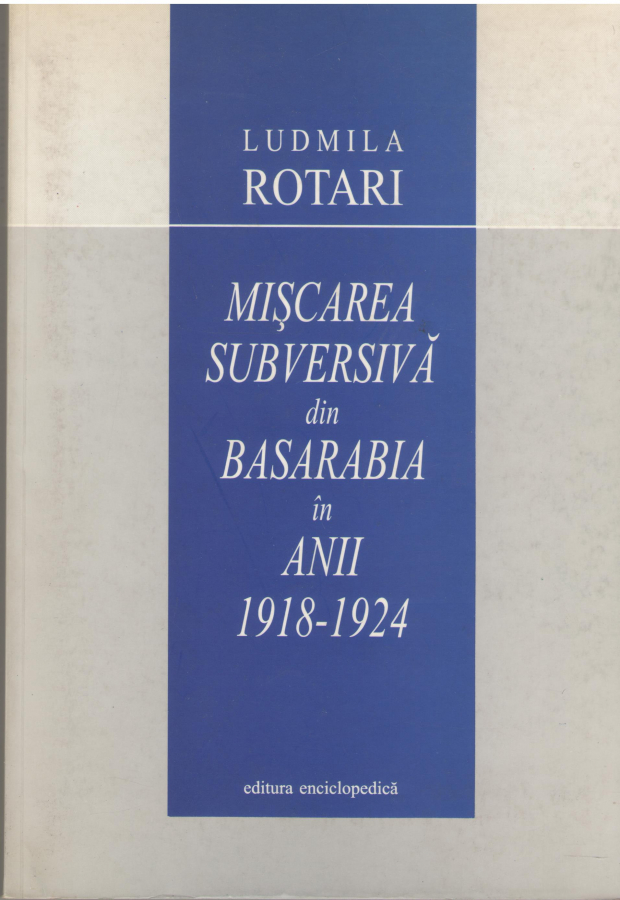 LUDMILA
ROTARI
MIŞCAREA
SUBVERSIVĂ
din
BASARABIA
în
ANII
1918-1924
editura enciclopedică